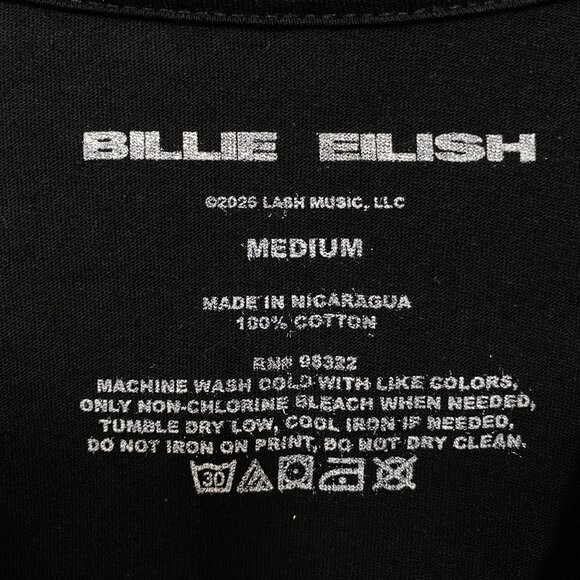 BILLIE EILISH
©2025 LASH MUSIC, LLC
MEDIUM
MADE IN NICARAGUA
100% COTTON
RN# 98322
MACHINE WASH COLD WITH LIKE COLORS,
ONLY NON-CHLORINE BLEACH WHEN NEEDED,
TUMBLE DRY LOW, COOL IRON IF NEEDED,
DO NOT IRON ON PRINT, DO NOT DRY CLEAN.
30